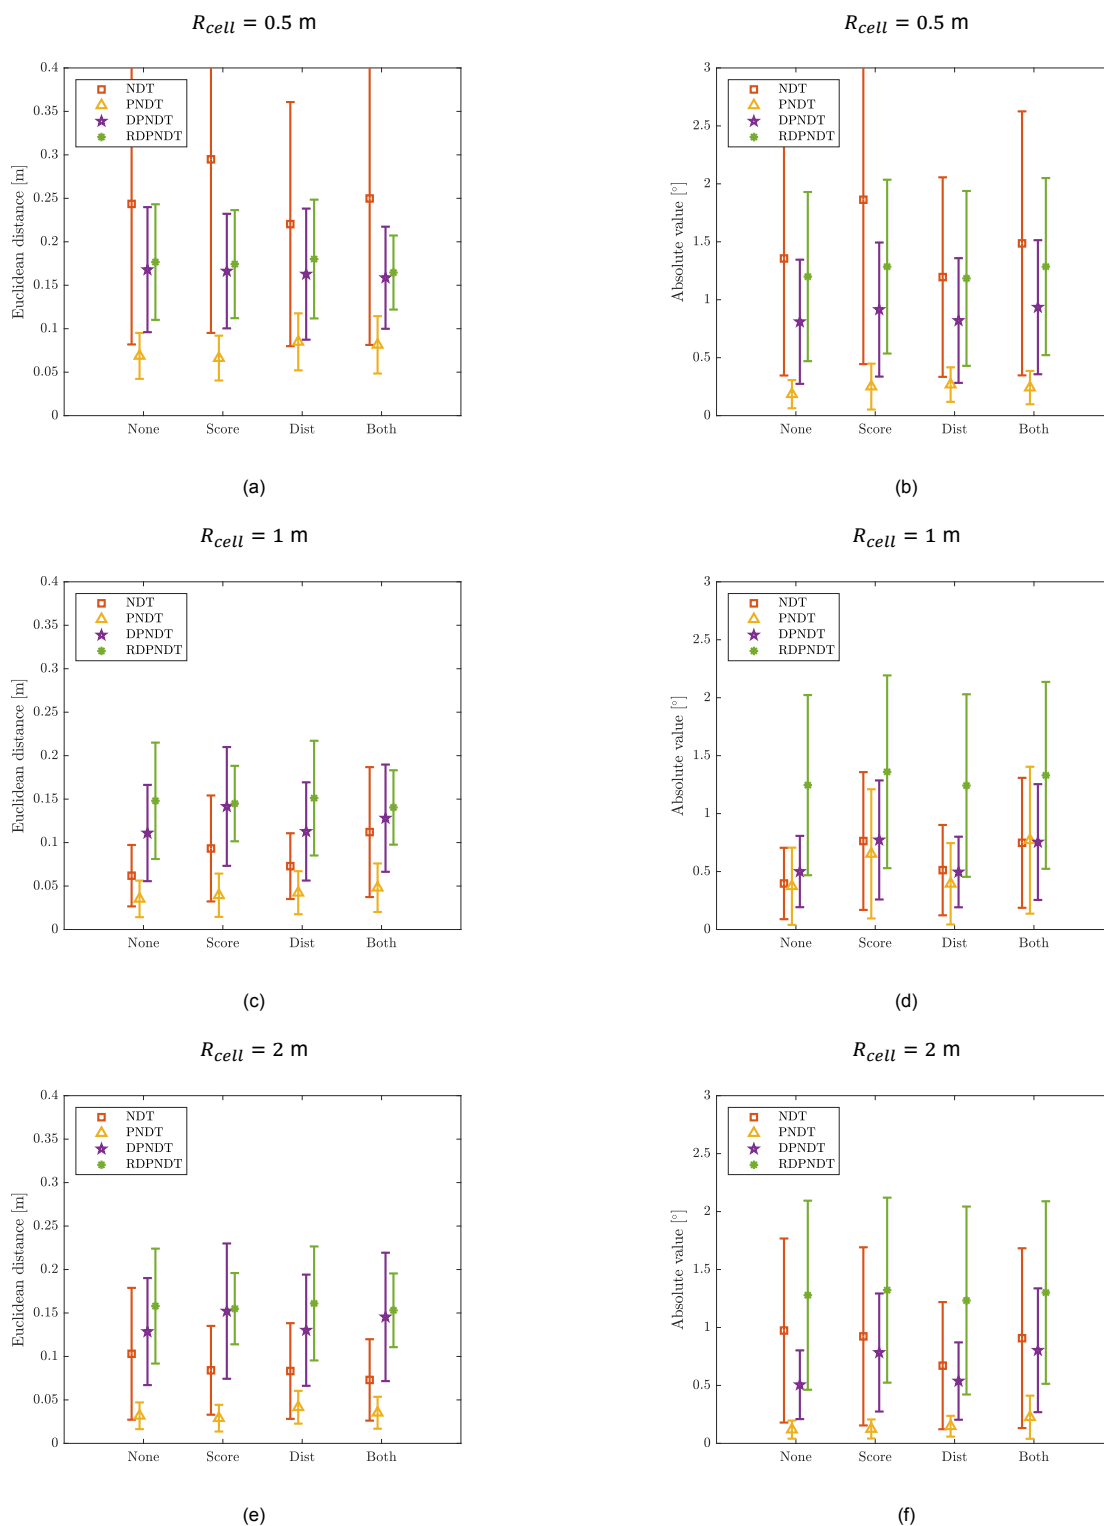 R_cell = 0.5 m
R_cell = 0.5 m
0.4
0.35
0.3
0.25
0.2
0.15
0.1
0.05
0
Euclidean distance [m]
NDT
PNDT
DPNDT
RDPNDT
None Score Dist Both
(a)
3
2.5
2
1.5
1
0.5
0
Absolute value [°]
NDT
PNDT
DPNDT
RDPNDT
None Score Dist Both
(b)
R_cell = 1 m
R_cell = 1 m
0.4
0.35
0.3
0.25
0.2
0.15
0.1
0.05
0
Euclidean distance [m]
NDT
PNDT
DPNDT
RDPNDT
None Score Dist Both
(c)
3
2.5
2
1.5
1
0.5
0
Absolute value [°]
NDT
PNDT
DPNDT
RDPNDT
None Score Dist Both
(d)
R_cell = 2 m
R_cell = 2 m
0.4
0.35
0.3
0.25
0.2
0.15
0.1
0.05
0
Euclidean distance [m]
NDT
PNDT
DPNDT
RDPNDT
None Score Dist Both
(e)
3
2.5
2
1.5
1
0.5
0
Absolute value [°]
NDT
PNDT
DPNDT
RDPNDT
None Score Dist Both
(f)